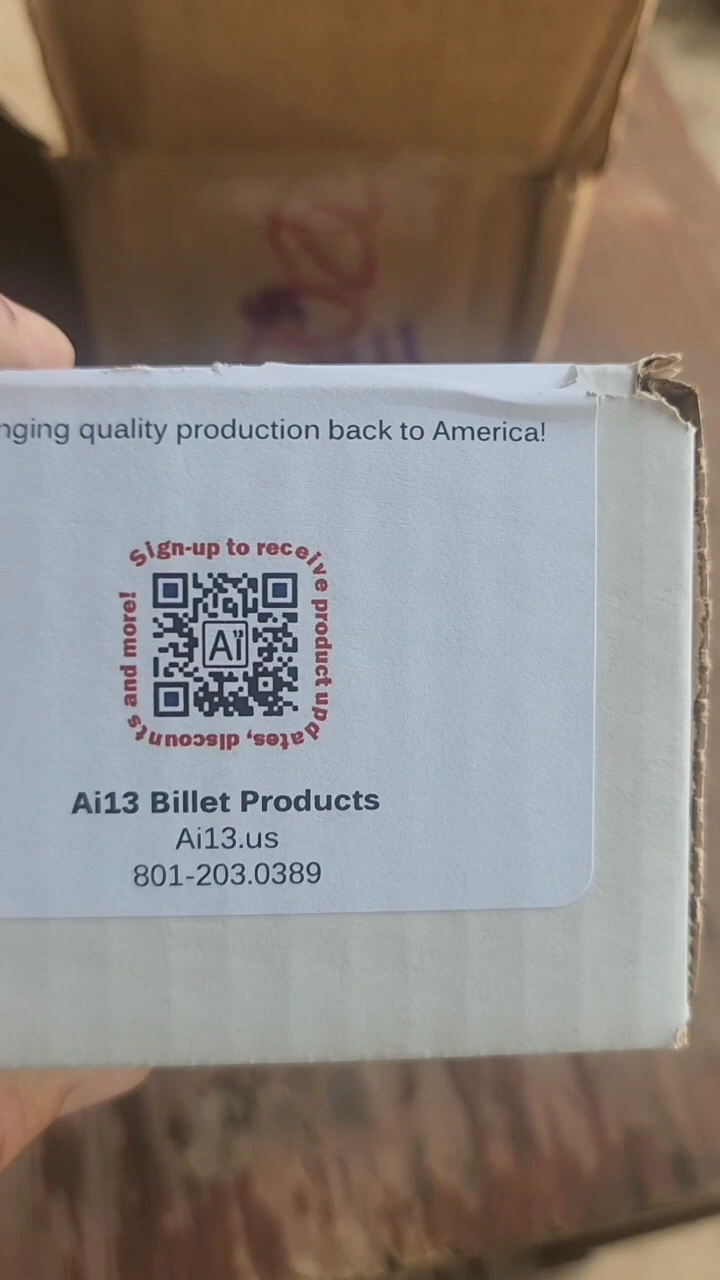 quality production back to America!
Sign-up to receive product updates, discounts and more!
Ai13
Ai13 Billet Products
Ai13.us
801-203.0389